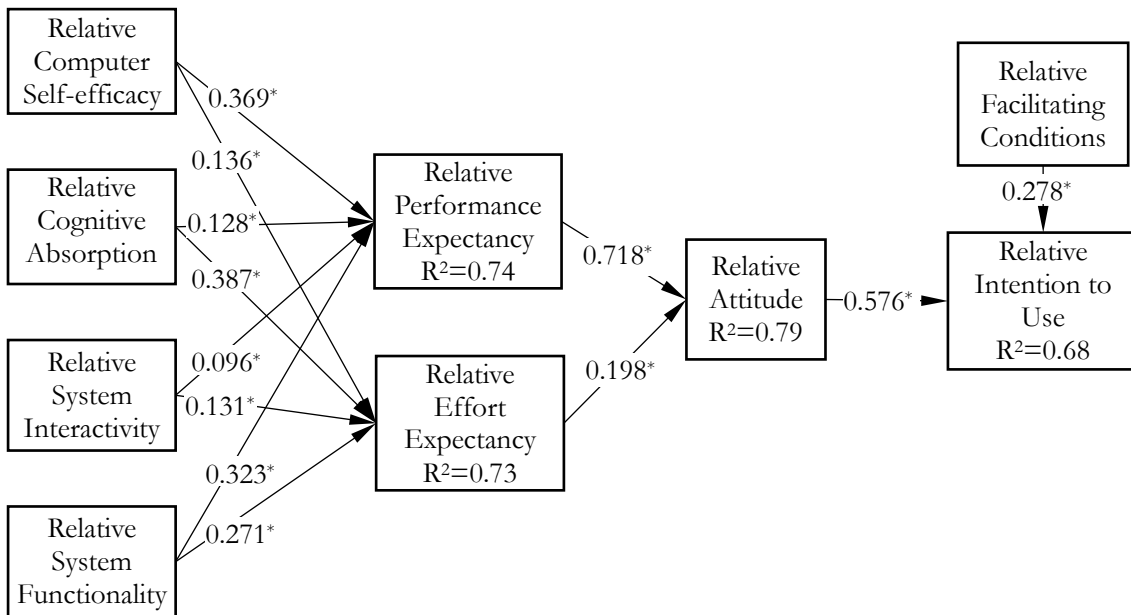 Relative
Computer
Self-efficacy
0.369*
0.136*
Relative
Cognitive
Absorption
0.128*
0.387*
Relative
System
Interactivity
0.096*
0.131*
Relative
System
Functionality
0.323*
0.271*
Relative
Performance
Expectancy
R²=0.74
Relative
Effort
Expectancy
R²=0.73
0.718*
0.198*
Relative
Attitude
R²=0.79
0.576*
Relative
Facilitating
Conditions
0.278*
Relative
Intention to
Use
R²=0.68